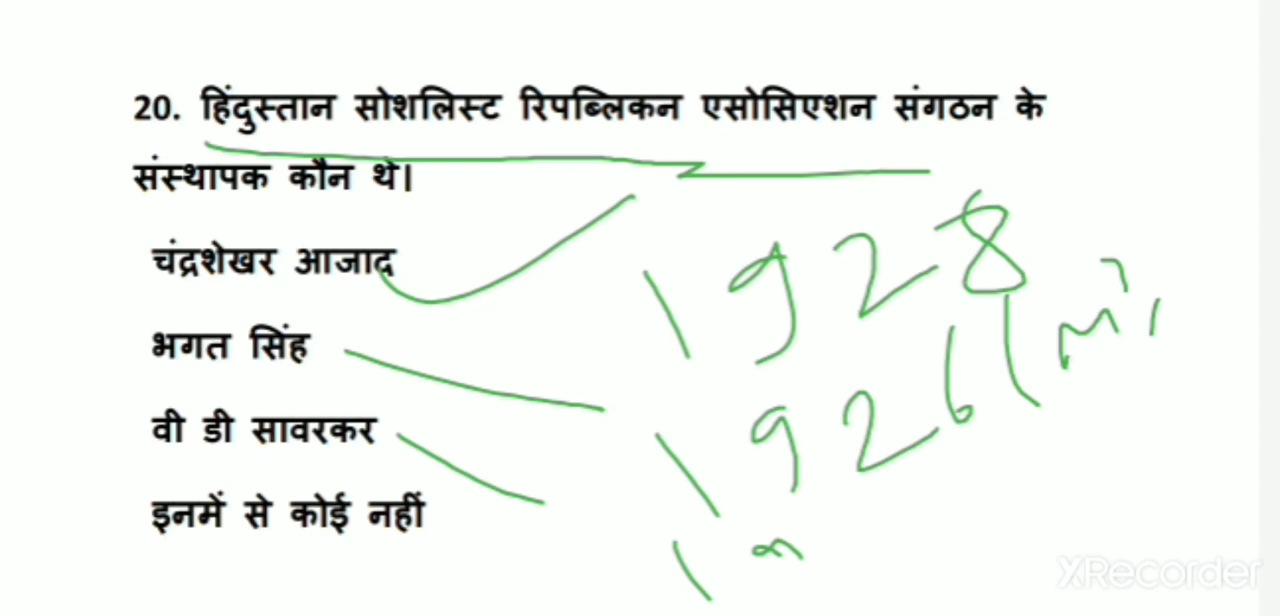 20. हिंदुस्तान सोशलिस्ट रिपब्लिकन एसोसिएशन संगठन के
संस्थापक कौन थे।
चंद्रशेखर आजाद
1928
भगत सिंह
1926
वी डी सावरकर
इनमें से कोई नहीं
XRecorder